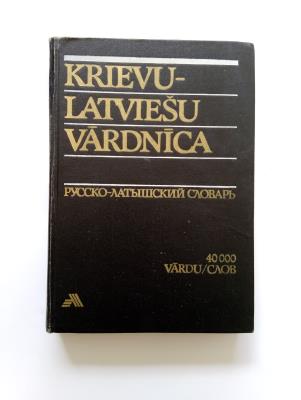 KRIEVU-
LATVIEŠU
VĀRDNĪCA
РУССКО-ЛАТЫШСКИЙ СЛОВАРЬ
40 000
VĀRDU/СЛОВ